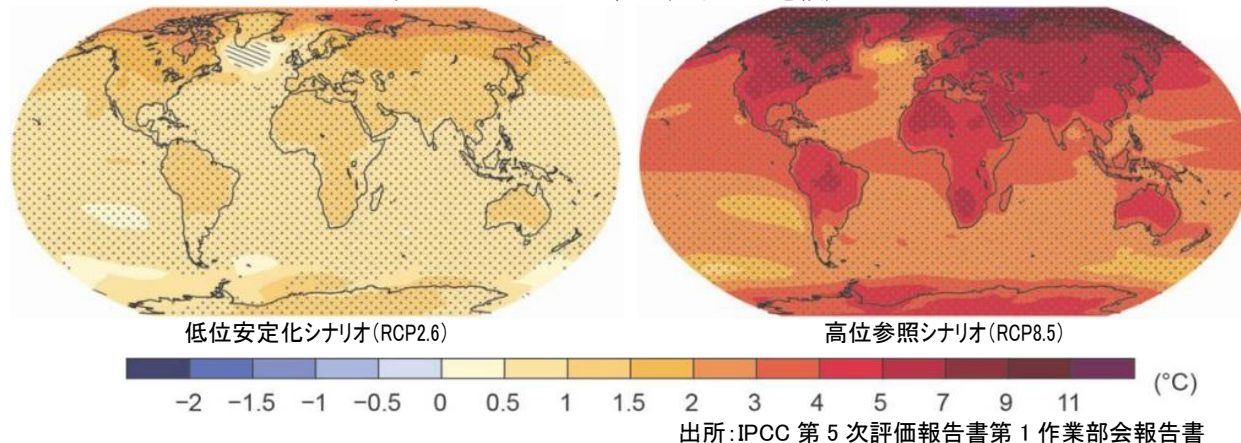 低位安定化シナリオ(RCP2.6)
高位参照シナリオ(RCP8.5)
−2 −1.5 −1 −0.5 0 0.5 1 1.5 2 3 4 5 7 9 11 (°C)
出所:IPCC 第 5 次評価報告書第 1 作業部会報告書